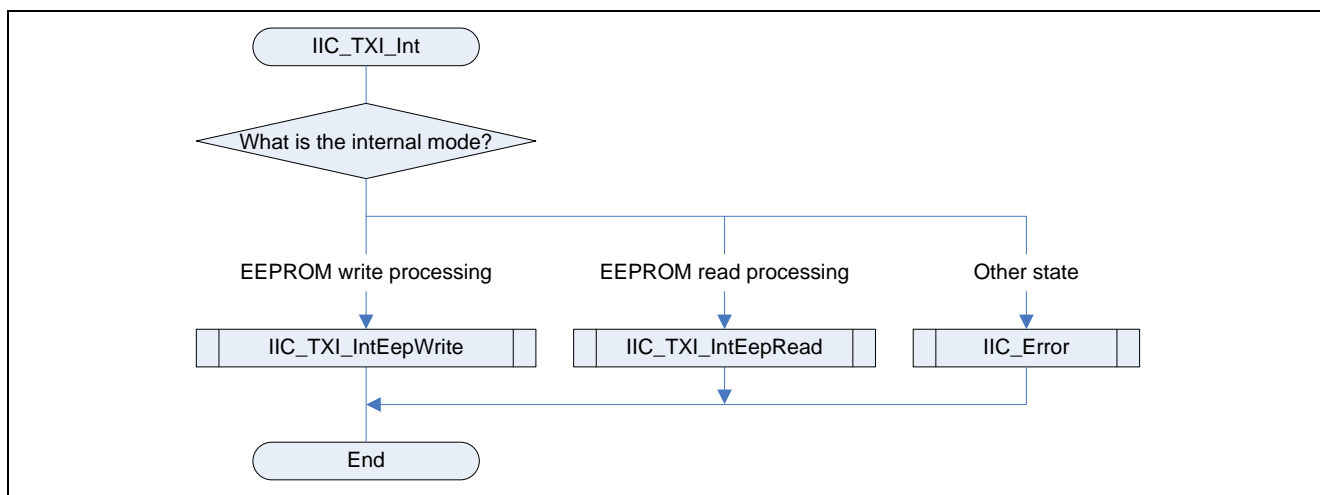 IIC_TXI_Int
What is the internal mode?
EEPROM write processing
EEPROM read processing
Other state
IIC_TXI_IntEepWrite
IIC_TXI_IntEepRead
IIC_Error
End